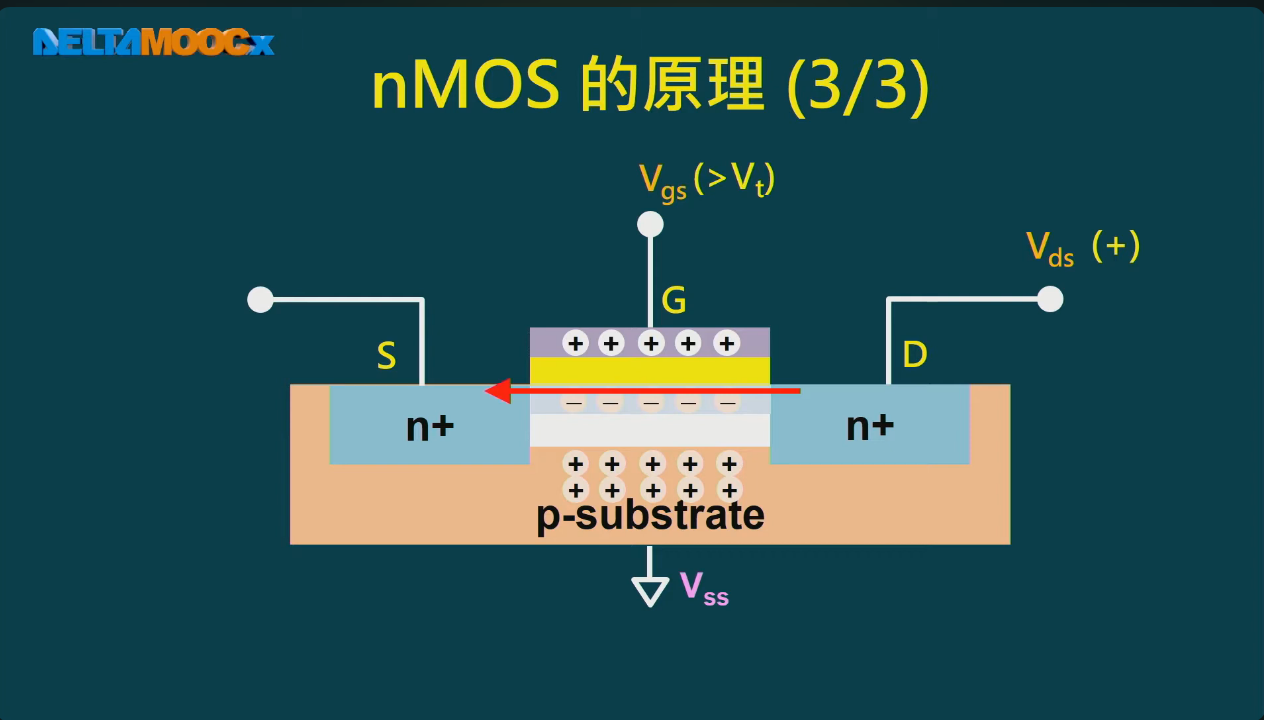 DELTAMOOCx
nMOS 的原理 (3/3)
Vgs (>Vt)
Vds (+)
G
S
D
+ + + + +
− − − − −
n+
n+
+ + + + +
+ + + + +
p-substrate
Vss